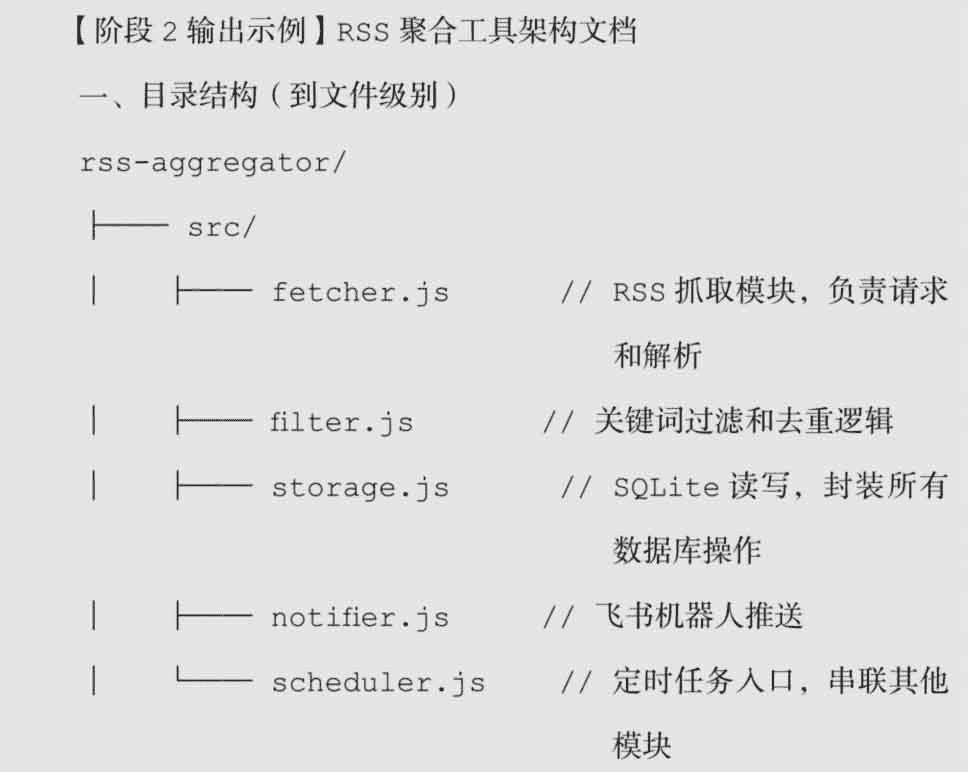 【阶段 2 输出示例】RSS 聚合工具架构文档
一、目录结构（到文件级别）
rss-aggregator/
├── src/
│   ├── fetcher.js // RSS 抓取模块，负责请求
和解析
│   ├── filter.js // 关键词过滤和去重逻辑
│   ├── storage.js // SQLite 读写，封装所有
数据库操作
│   ├── notifier.js // 飞书机器人推送
│   └── scheduler.js // 定时任务入口，串联其他
模块